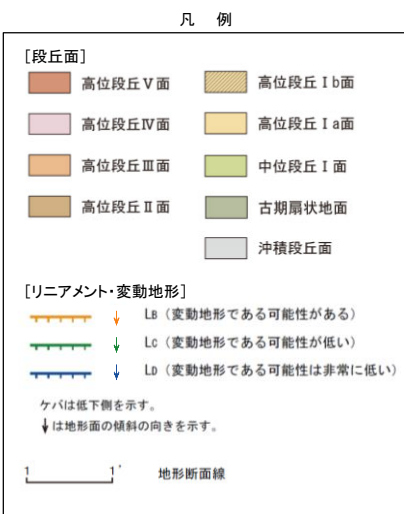 凡 例
[段丘面]
高位段丘Ⅴ面
高位段丘Ⅰb面
高位段丘Ⅳ面
高位段丘Ⅰa面
高位段丘Ⅲ面
中位段丘Ⅰ面
高位段丘Ⅱ面
古期扇状地面
沖積段丘面
[リニアメント・変動地形]
LB (変動地形である可能性がある)
LC (変動地形である可能性が低い)
LD (変動地形である可能性は非常に低い)
ケバは低下側を示す。
↓は地形面の傾斜の向きを示す。
1 1' 地形断面線